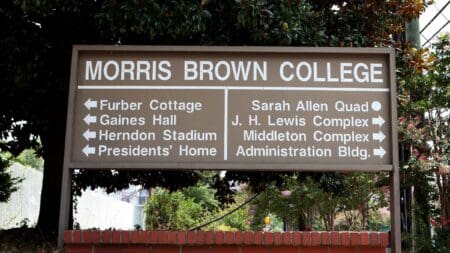 MORRIS BROWN COLLEGE
Furber Cottage
Gaines Hall
Herndon Stadium
Presidents' Home
Sarah Allen Quad
J. H. Lewis Complex
Middleton Complex
Administration Bldg.